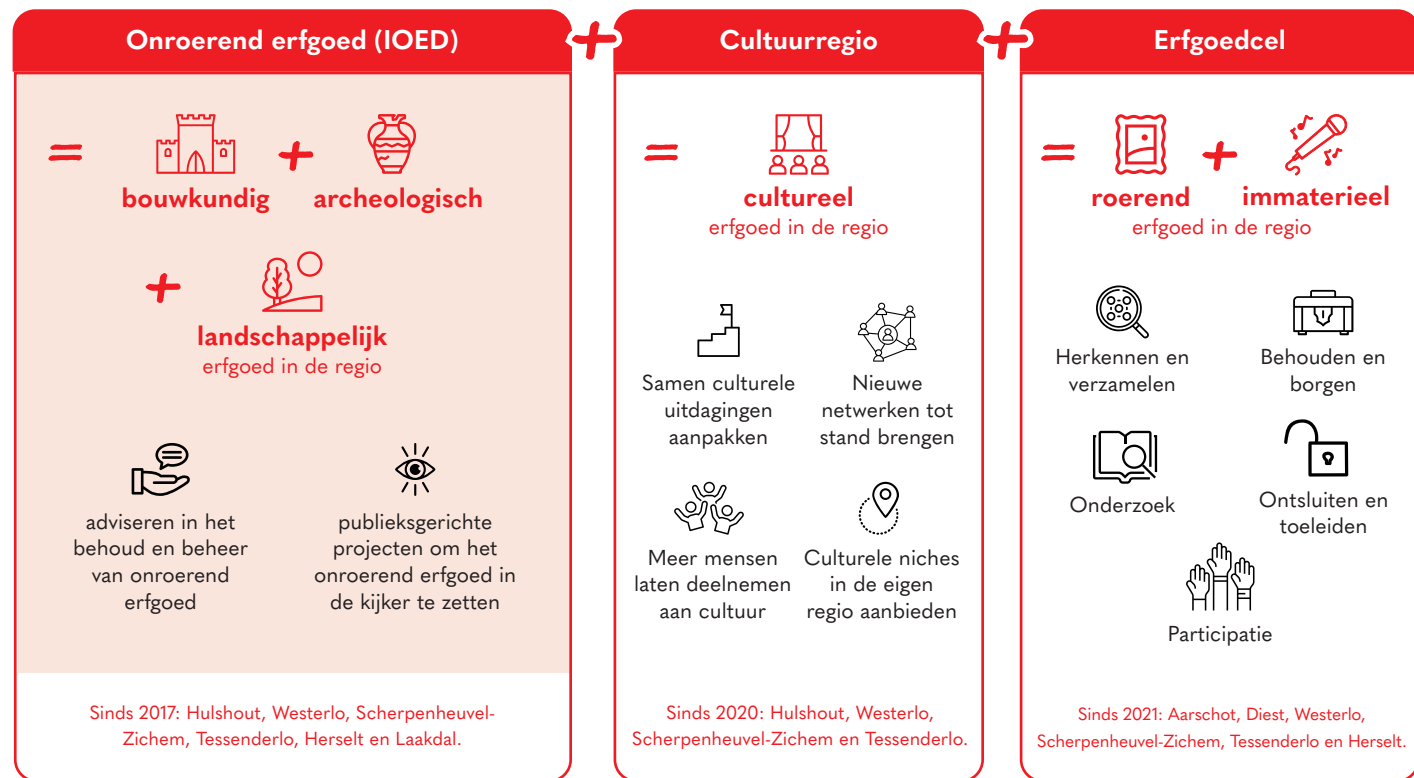 Onroerend erfgoed (IOED)
+
Cultuurregio
+
Erfgoedcel
=
bouwkundig
+
archeologisch
+
landschappelijk
erfgoed in de regio
adviseren in het
behoud en beheer
van onroerend
erfgoed
publieksgerichte
projecten om het
onroerend erfgoed in
de kijker te zetten
Sinds 2017: Hulshout, Westerlo, Scherpenheuvel-
Zichem, Tessenderlo, Herselt en Laakdal.
=
cultureel
erfgoed in de regio
Samen culturele
uitdagingen
aanpakken
Nieuwe
netwerken tot
stand brengen
Meer mensen
laten deelnemen
aan cultuur
Culturele niches
in de eigen
regio aanbieden
Sinds 2020: Hulshout, Westerlo,
Scherpenheuvel-Zichem en Tessenderlo.
=
roerend
+
immaterieel
erfgoed in de regio
Herkennen en
verzamelen
Behouden en
borgen
Onderzoek
Ontsluiten en
toeleiden
Participatie
Sinds 2021: Aarschot, Diest, Westerlo,
Scherpenheuvel-Zichem, Tessenderlo en Herselt.